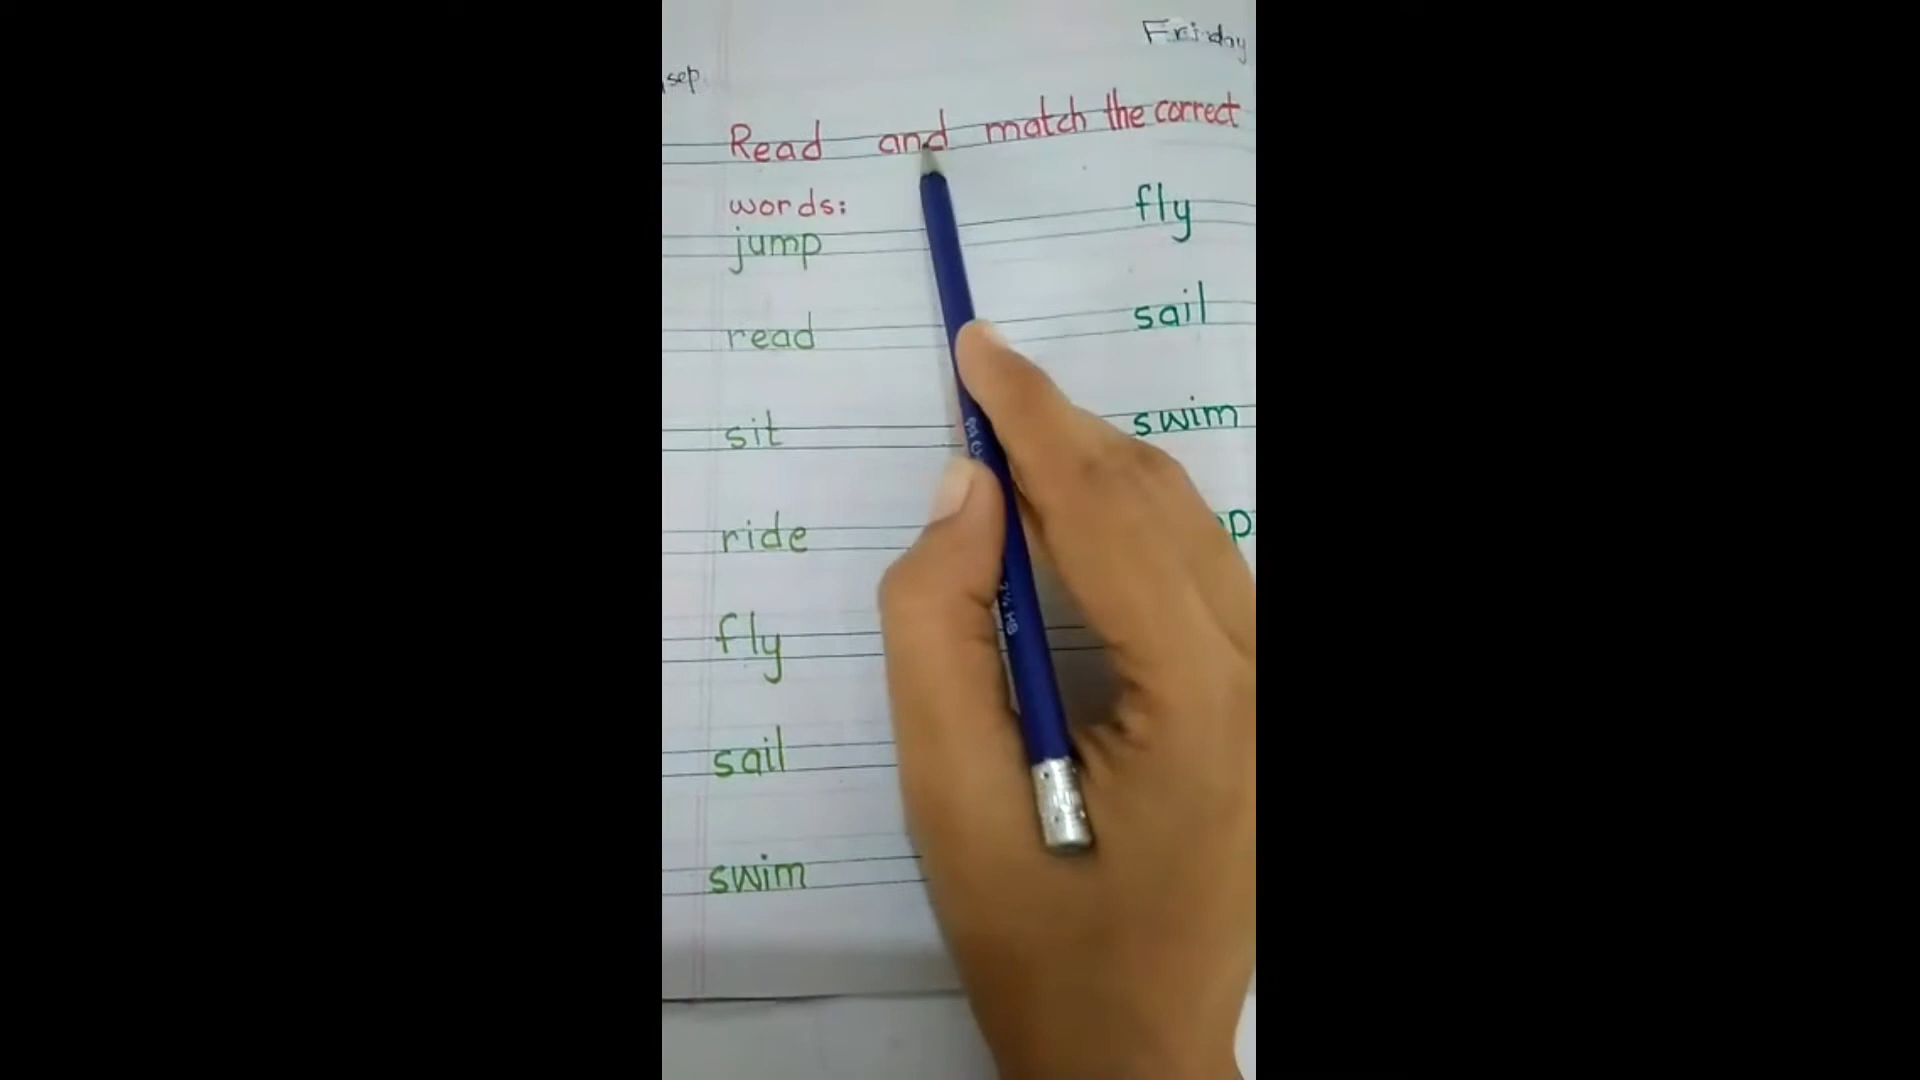 Friday
sep
Read and match the correct
words:
jump fly
read sail
sit swim
ride
fly
sail
swim